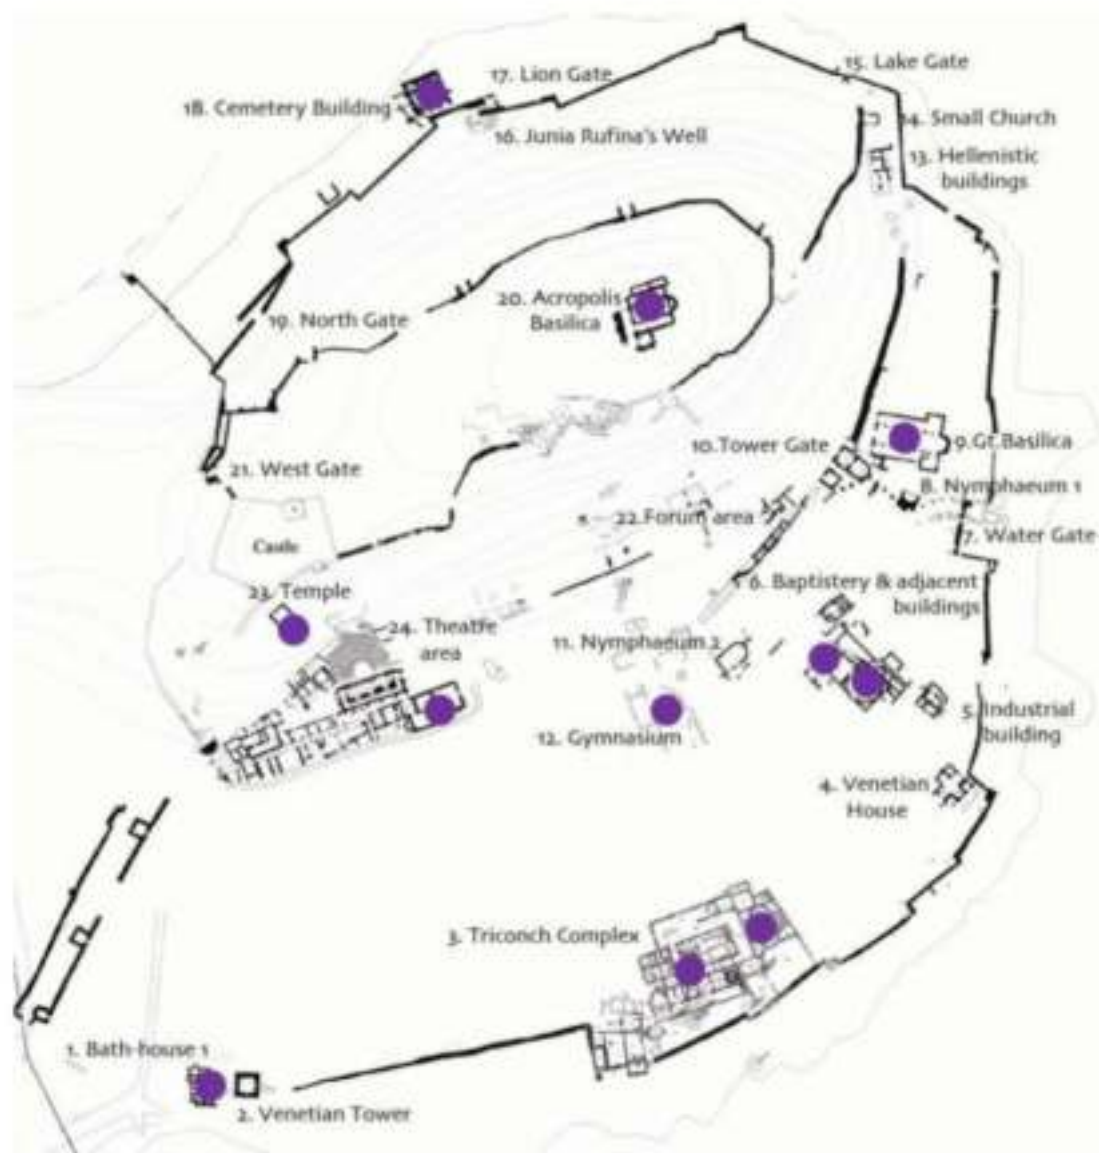 15. Lake Gate
17. Lion Gate
18. Cemetery Building
14. Small Church
16. Junia Rufina's Well
13. Hellenistic
buildings
20. Acropolis
Basilica
19. North Gate
10. Tower Gate
9. Gt Basilica
21. West Gate
8. Nymphaeum 1
22. Forum area
7. Water Gate
Castle
6. Baptistery & adjacent
buildings
23. Temple
24. Theatre
area
11. Nymphaeum 2
5. Industrial
building
12. Gymnasium
4. Venetian
House
3. Triconch Complex
1. Bath-house 1
2. Venetian Tower